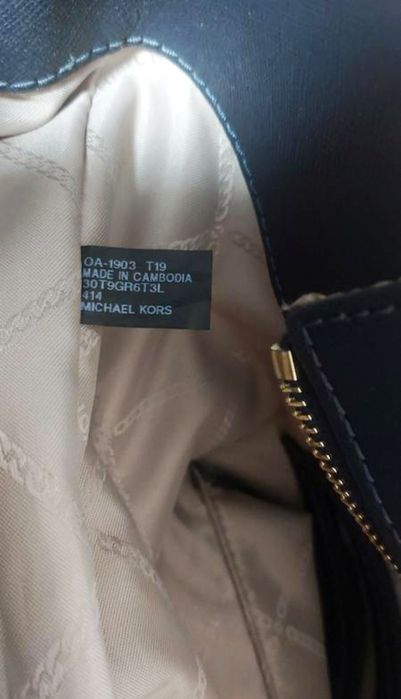 OA-1903 T19
MADE IN CAMBODIA
30T9GR6T3L
414
MICHAEL KORS